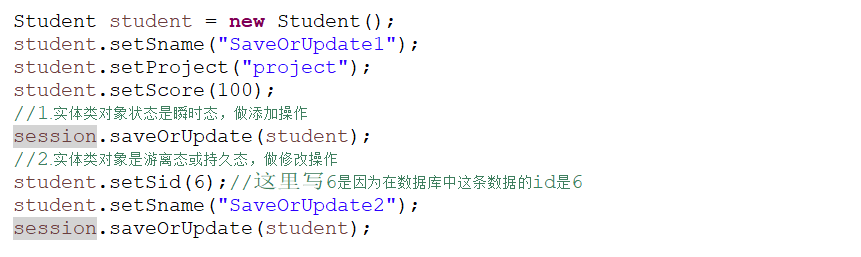 Student student = new Student();
student.setSname("SaveOrUpdate1");
student.setProject("project");
student.setScore(100);
//1.实体类对象状态是瞬时态，做添加操作
session.saveOrUpdate(student);
//2.实体类对象是游离态或持久态，做修改操作
student.setSid(6);//这里写6是因为在数据库中这条数据的id是6
student.setSname("SaveOrUpdate2");
session.saveOrUpdate(student);